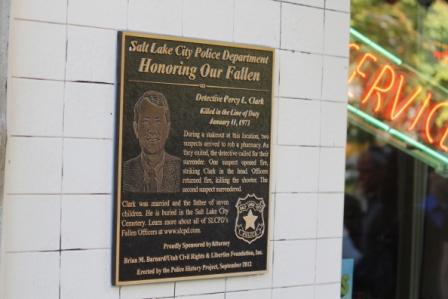 Salt Lake City Police Department
Honoring Our Fallen
Detective Percy L. Clark
Killed in the Line of Duty
January 11, 1973
During a stakeout at this location, two
suspects arrived to rob a pharmacy. As
they exited, the detective called for their
surrender. One suspect opened fire,
striking Clark in the head. Officers
returned fire, killing the shooter. The
second suspect surrendered.
Clark was married and the father of seven
children. He is buried in the Salt Lake City
Cemetery. Learn more about all of SLCPD's
Fallen Officers at www.slcpd.com.
Proudly Sponsored by Attorney
Brian M. Barnard/Utah Civil Rights & Liberties Foundation, Inc.
Erected by the Police History Project, September 2012
POLICE
SERVICE